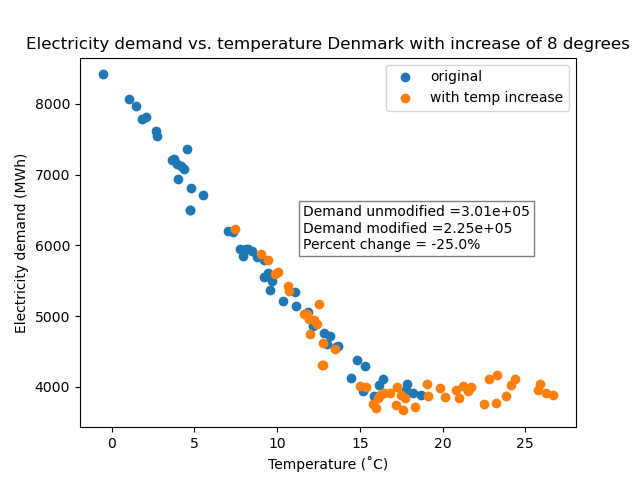 Electricity demand vs. temperature Denmark with increase of 8 degrees
original
with temp increase
8000
7000
6000
5000
4000
Electricity demand (MWh)
Demand unmodified =3.01e+05
Demand modified =2.25e+05
Percent change = -25.0%
0
5
10
15
20
25
Temperature (˚C)